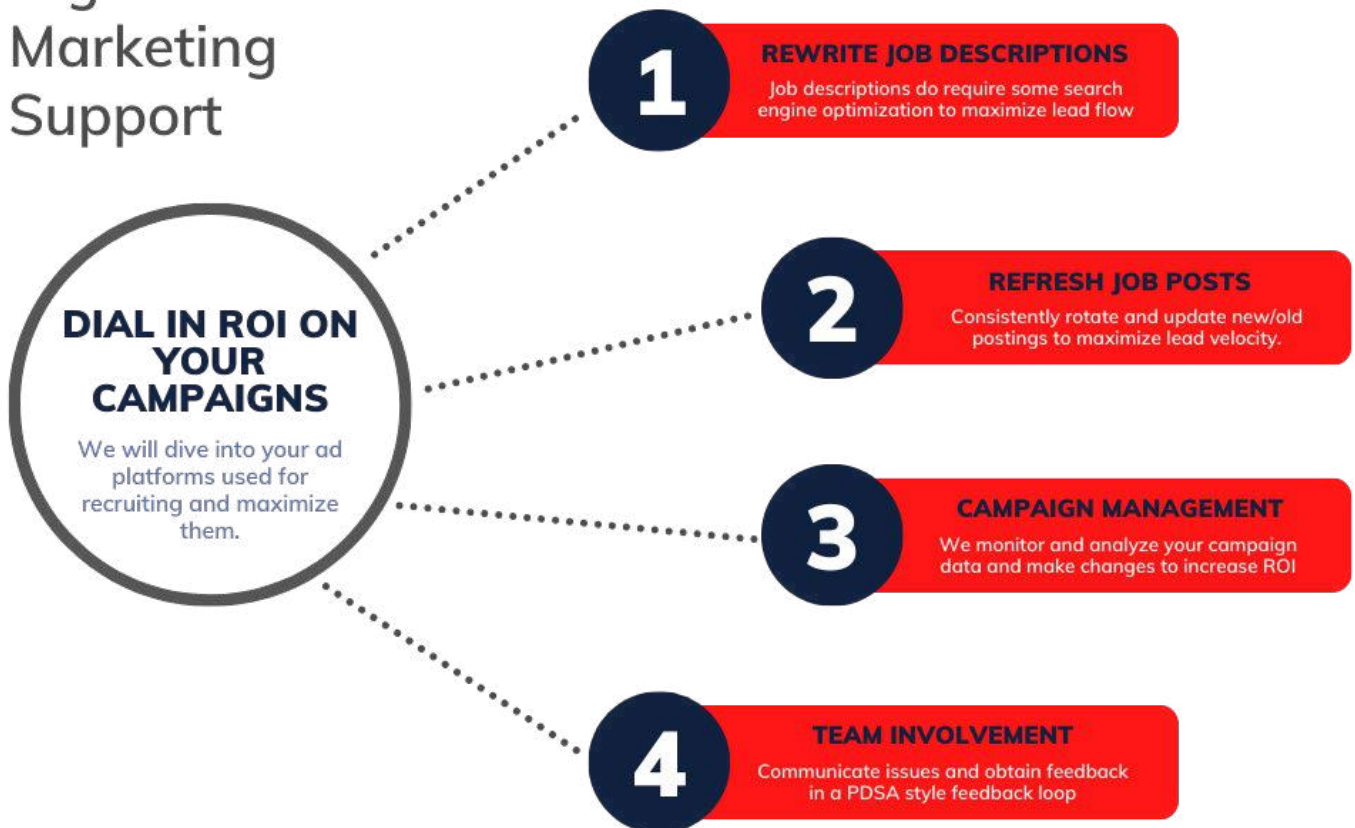 Marketing
Support
DIAL IN ROI ON
YOUR
CAMPAIGNS
We will dive into your ad
platforms used for
recruiting and maximize
them.
1
REWRITE JOB DESCRIPTIONS
Job descriptions do require some search
engine optimization to maximize lead flow
2
REFRESH JOB POSTS
Consistently rotate and update new/old
postings to maximize lead velocity.
3
CAMPAIGN MANAGEMENT
We monitor and analyze your campaign
data and make changes to increase ROI
4
TEAM INVOLVEMENT
Communicate issues and obtain feedback
in a PDSA style feedback loop